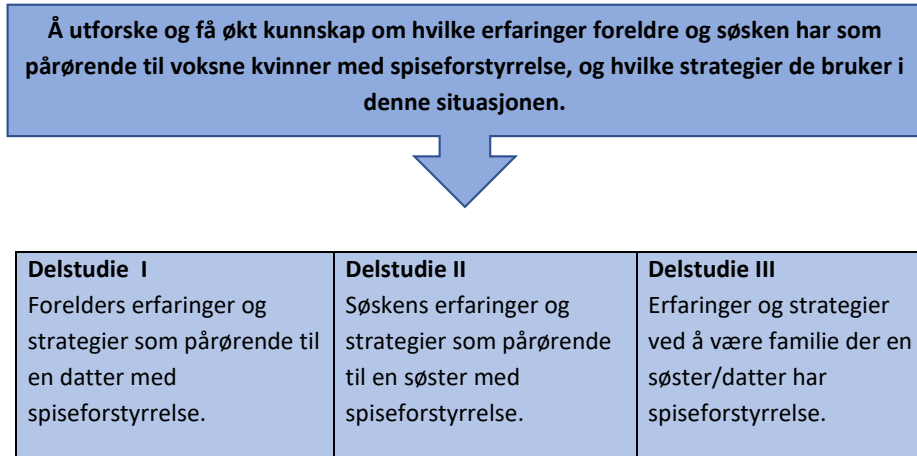 Å utforske og få økt kunnskap om hvilke erfaringer foreldre og søsken har som
pårørende til voksne kvinner med spiseforstyrrelse, og hvilke strategier de bruker i
denne situasjonen.
Delstudie I
Forelders erfaringer og
strategier som pårørende til
en datter med
spiseforstyrrelse.
Delstudie II
Søskens erfaringer og
strategier som pårørende
til en søster med
spiseforstyrrelse.
Delstudie III
Erfaringer og strategier
ved å være familie der en
søster/datter har
spiseforstyrrelse.